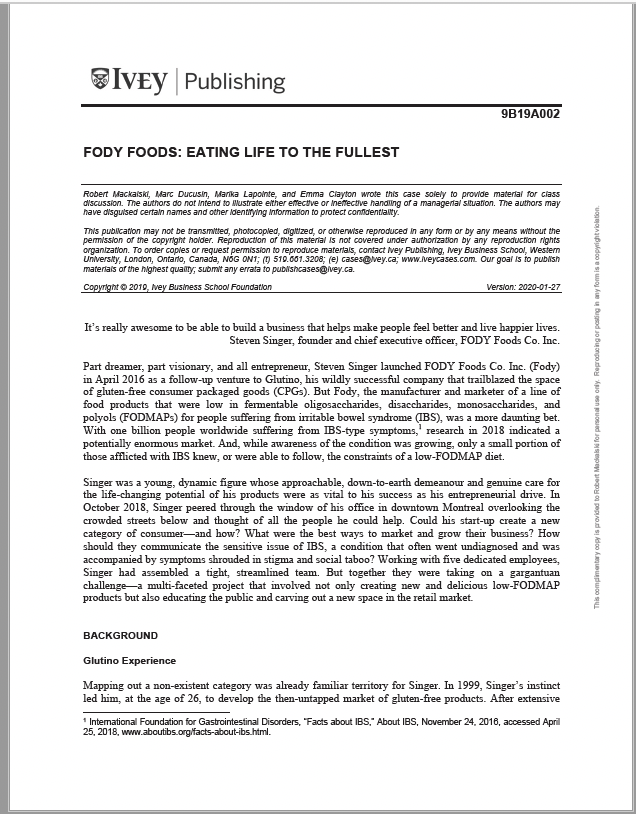 IVEY | Publishing
9B19A002
FODY FOODS: EATING LIFE TO THE FULLEST
Robert Mackalski, Marc Ducusin, Marika Lapointe, and Emma Clayton wrote this case solely to provide material for class
discussion. The authors do not intend to illustrate either effective or ineffective handling of a managerial situation. The authors may
have disguised certain names and other identifying information to protect confidentiality.
This publication may not be transmitted, photocopied, digitized, or otherwise reproduced in any form or by any means without the
permission of the copyright holder. Reproduction of this material is not covered under authorization by any reproduction rights
organization. To order copies or request permission to reproduce materials, contact Ivey Publishing, Ivey Business School, Western
University, London, Ontario, Canada, N6G 0N1; (t) 519.661.3208; (e) cases@ivey.ca; www.iveycases.com. Our goal is to publish
materials of the highest quality; submit any errata to publishcases@ivey.ca.
Copyright © 2019, Ivey Business School Foundation Version: 2020-01-27
It's really awesome to be able to build a business that helps make people feel better and live happier lives.
Steven Singer, founder and chief executive officer, FODY Foods Co. Inc.
Part dreamer, part visionary, and all entrepreneur, Steven Singer launched FODY Foods Co. Inc. (Fody)
in April 2016 as a follow-up venture to Glutino, his wildly successful company that trailblazed the space
of gluten-free consumer packaged goods (CPGs). But Fody, the manufacturer and marketer of a line of
food products that were low in fermentable oligosaccharides, disaccharides, monosaccharides, and
polyols (FODMAPs) for people suffering from irritable bowel syndrome (IBS), was a more daunting bet.
With one billion people worldwide suffering from IBS-type symptoms,1 research in 2018 indicated a
potentially enormous market. And, while awareness of the condition was growing, only a small portion of
those afflicted with IBS knew, or were able to follow, the constraints of a low-FODMAP diet.
Singer was a young, dynamic figure whose approachable, down-to-earth demeanour and genuine care for
the life-changing potential of his products were as vital to his success as his entrepreneurial drive. In
October 2018, Singer peered through the window of his office in downtown Montreal overlooking the
crowded streets below and thought of all the people he could help. Could his start-up create a new
category of consumer—and how? What were the best ways to market and grow their business? How
should they communicate the sensitive issue of IBS, a condition that often went undiagnosed and was
accompanied by symptoms shrouded in stigma and social taboo? Working with five dedicated employees,
Singer had assembled a tight, streamlined team. But together they were taking on a gargantuan
challenge—a multi-faceted project that involved not only creating new and delicious low-FODMAP
products but also educating the public and carving out a new space in the retail market.
BACKGROUND
Glutino Experience
Mapping out a non-existent category was already familiar territory for Singer. In 1999, Singer's instinct
led him, at the age of 26, to develop the then-untapped market of gluten-free products. After extensive
1 International Foundation for Gastrointestinal Disorders, "Facts about IBS," About IBS, November 24, 2016, accessed April
25, 2018, www.aboutibs.org/facts-about-ibs.html.
This complimentary copy is provided to Robert Mackalski for personal use only. Reproducing or posting in any form is a copyright violation.